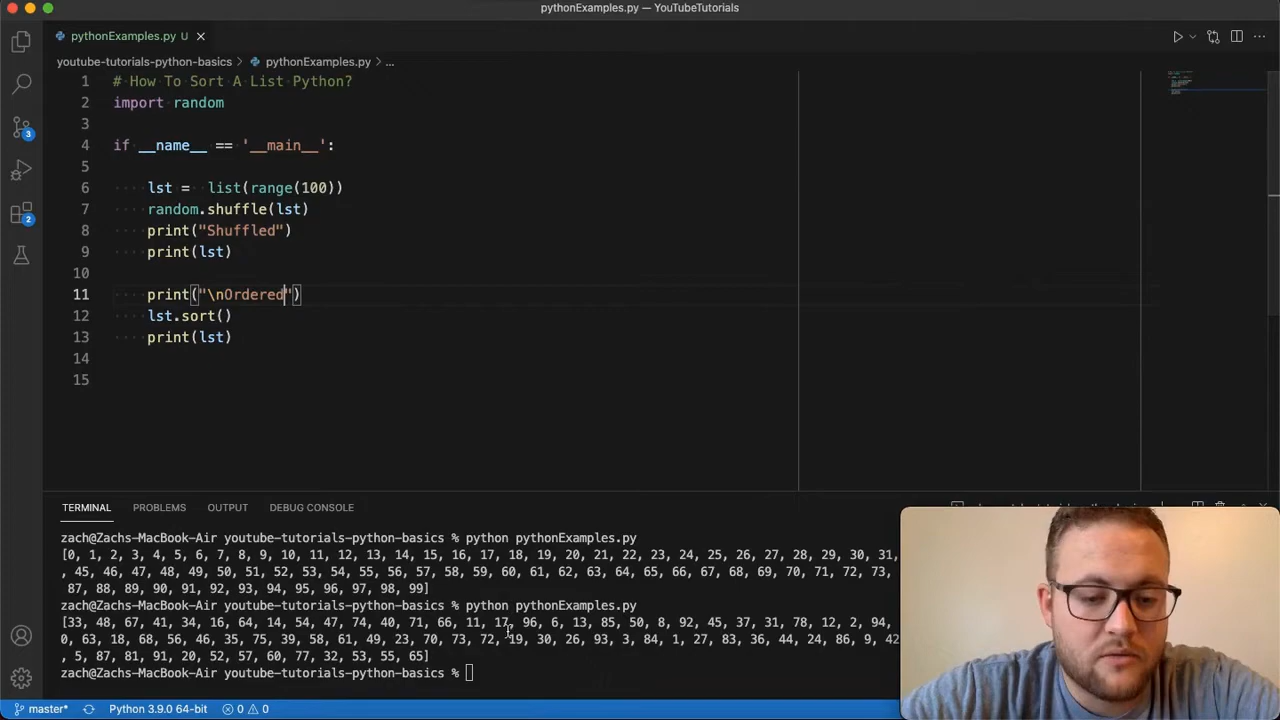 pythonExamples.py — YouTubeTutorials
pythonExamples.py U
youtube-tutorials-python-basics > pythonExamples.py > ...
1 # How To Sort A List Python?
2 import random
3
4 if __name__ == '__main__':
5
6 lst = list(range(100))
7 random.shuffle(lst)
8 print("Shuffled")
9 print(lst)
10
11 print("\nOrdered")
12 lst.sort()
13 print(lst)
14
15
3
2
TERMINAL PROBLEMS OUTPUT DEBUG CONSOLE
zach@Zachs-MacBook-Air youtube-tutorials-python-basics % python pythonExamples.py
[0, 1, 2, 3, 4, 5, 6, 7, 8, 9, 10, 11, 12, 13, 14, 15, 16, 17, 18, 19, 20, 21, 22, 23, 24, 25, 26, 27, 28, 29, 30, 31,
, 45, 46, 47, 48, 49, 50, 51, 52, 53, 54, 55, 56, 57, 58, 59, 60, 61, 62, 63, 64, 65, 66, 67, 68, 69, 70, 71, 72, 73,
87, 88, 89, 90, 91, 92, 93, 94, 95, 96, 97, 98, 99]
zach@Zachs-MacBook-Air youtube-tutorials-python-basics % python pythonExamples.py
[33, 48, 67, 41, 34, 16, 64, 14, 54, 47, 74, 40, 71, 66, 11, 17, 96, 6, 13, 85, 50, 8, 92, 45, 37, 31, 78, 12, 2, 94,
0, 63, 18, 68, 56, 46, 35, 75, 39, 58, 61, 49, 23, 70, 73, 72, 19, 30, 26, 93, 3, 84, 1, 27, 83, 36, 44, 24, 86, 9, 42
, 5, 87, 81, 91, 20, 52, 57, 60, 77, 32, 53, 55, 65]
zach@Zachs-MacBook-Air youtube-tutorials-python-basics %
master* Python 3.9.0 64-bit 0 0